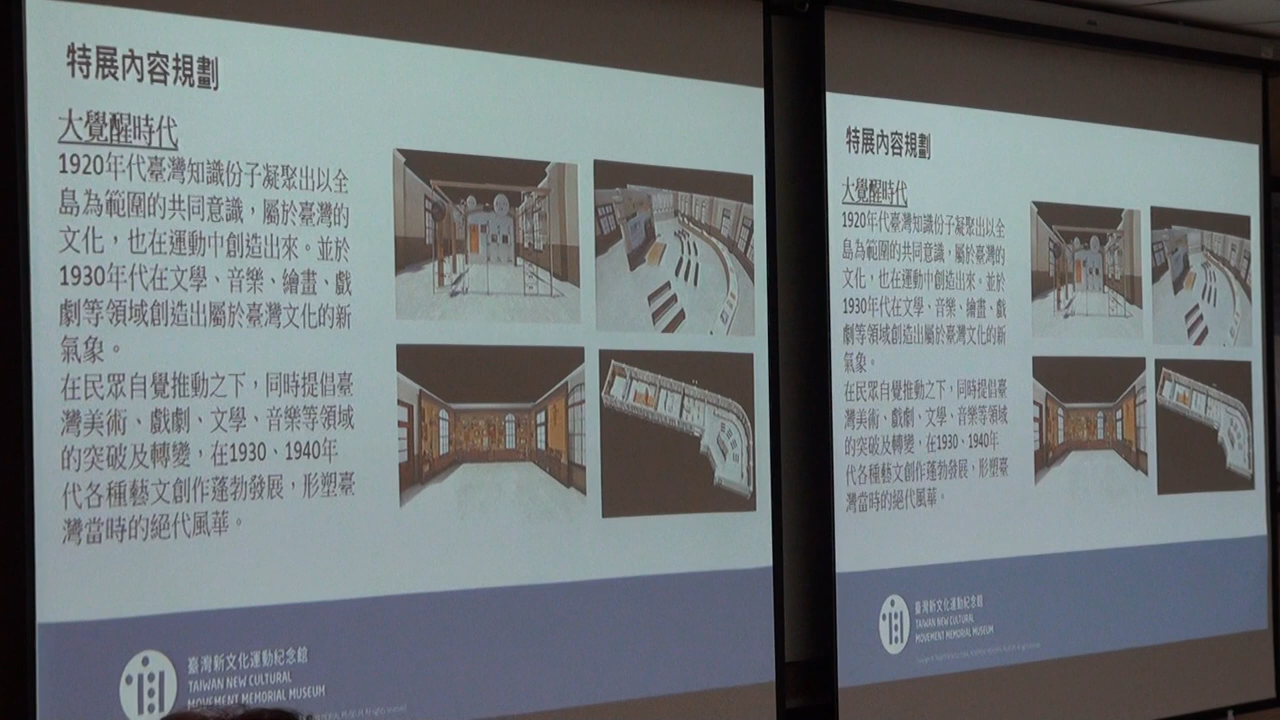 特展內容規劃
大覺醒時代
1920年代臺灣知識份子凝聚出以全
島為範圍的共同意識，屬於臺灣的
文化，也在運動中創造出來。並於
1930年代在文學、音樂、繪畫、戲
劇等領域創造出屬於臺灣文化的新
氣象。
在民眾自覺推動之下，同時提倡臺
灣美術、戲劇、文學、音樂等領域
的突破及轉變，在1930、1940年
代各種藝文創作蓬勃發展，形塑臺
灣當時的絕代風華。
臺灣新文化運動紀念館
TAIWAN NEW CULTURAL
MOVEMENT MEMORIAL MUSEUM
特展內容規劃
大覺醒時代
1920年代臺灣知識份子凝聚出以全
島為範圍的共同意識，屬於臺灣的
文化，也在運動中創造出來。並於
1930年代在文學、音樂、繪畫、戲
劇等領域創造出屬於臺灣文化的新
氣象。
在民眾自覺推動之下，同時提倡臺
灣美術、戲劇、文學、音樂等領域
的突破及轉變，在1930、1940年
代各種藝文創作蓬勃發展，形塑臺
灣當時的絕代風華。
臺灣新文化運動紀念館
TAIWAN NEW CULTURAL
MOVEMENT MEMORIAL MUSEUM